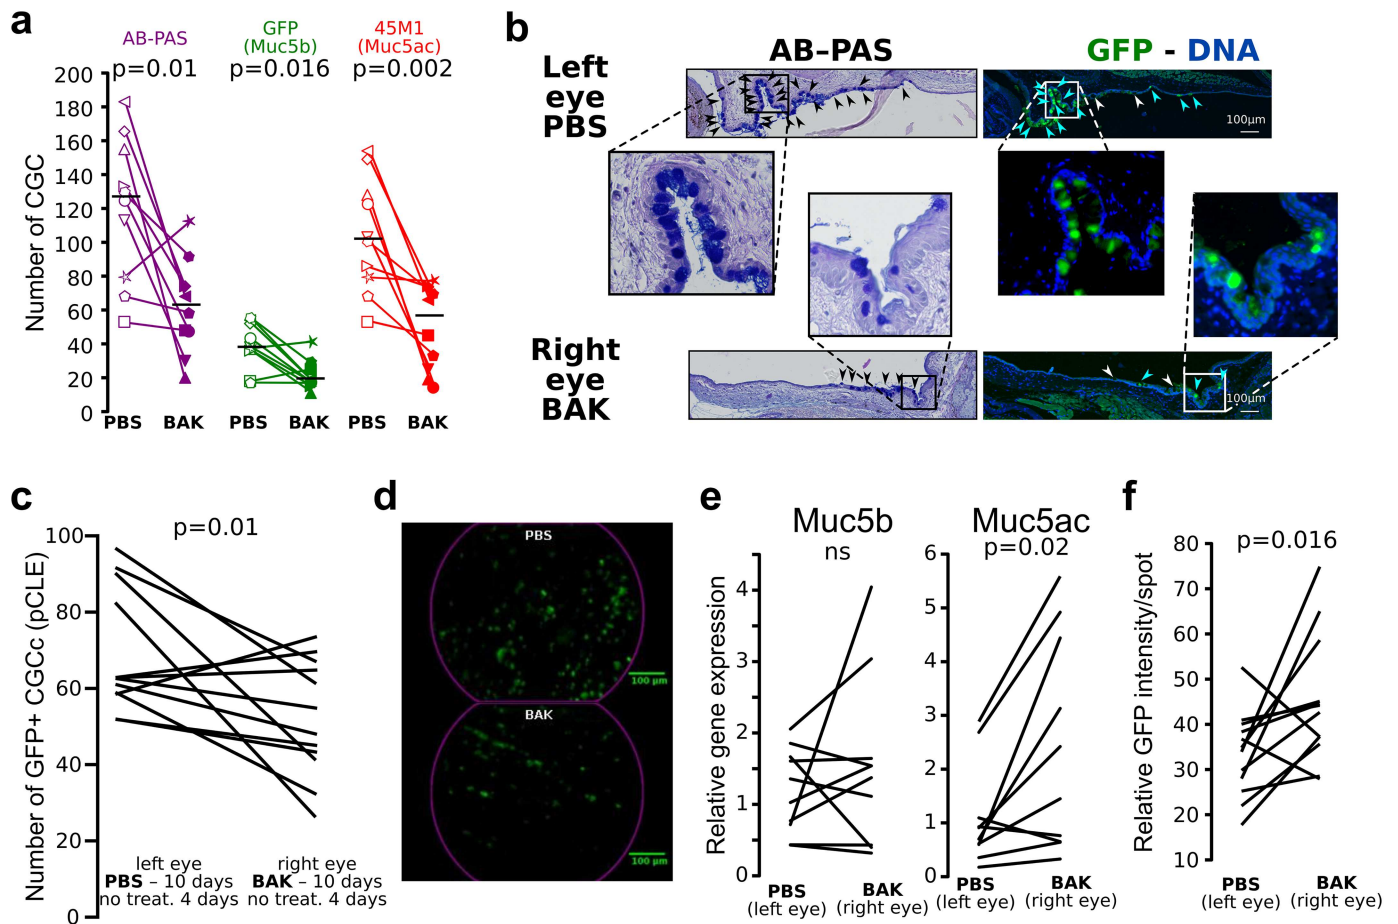 a
AB-PAS
GFP
(Muc5b)
45M1
(Muc5ac)
p=0.01
p=0.016
p=0.002
Number of CGC
200
180
160
140
120
100
80
60
40
20
0
PBS
BAK
PBS
BAK
PBS
BAK
b
AB–PAS
GFP - DNA
Left
eye
PBS
100µm
Right
eye
BAK
100µm
c
p=0.01
Number of GFP+ CGCc (pCLE)
100
80
60
40
20
0
left eye
PBS – 10 days
no treat. 4 days
right eye
BAK – 10 days
no treat. 4 days
d
PBS
100 µm
BAK
100 µm
e
Muc5b
ns
Relative gene expression
4
3
2
1
0
PBS
(left eye)
BAK
(right eye)
Muc5ac
p=0.02
6
5
4
3
2
1
0
PBS
(left eye)
BAK
(right eye)
f
p=0.016
Relative GFP intensity/spot
80
70
60
50
40
30
20
10
PBS
(left eye)
BAK
(right eye)